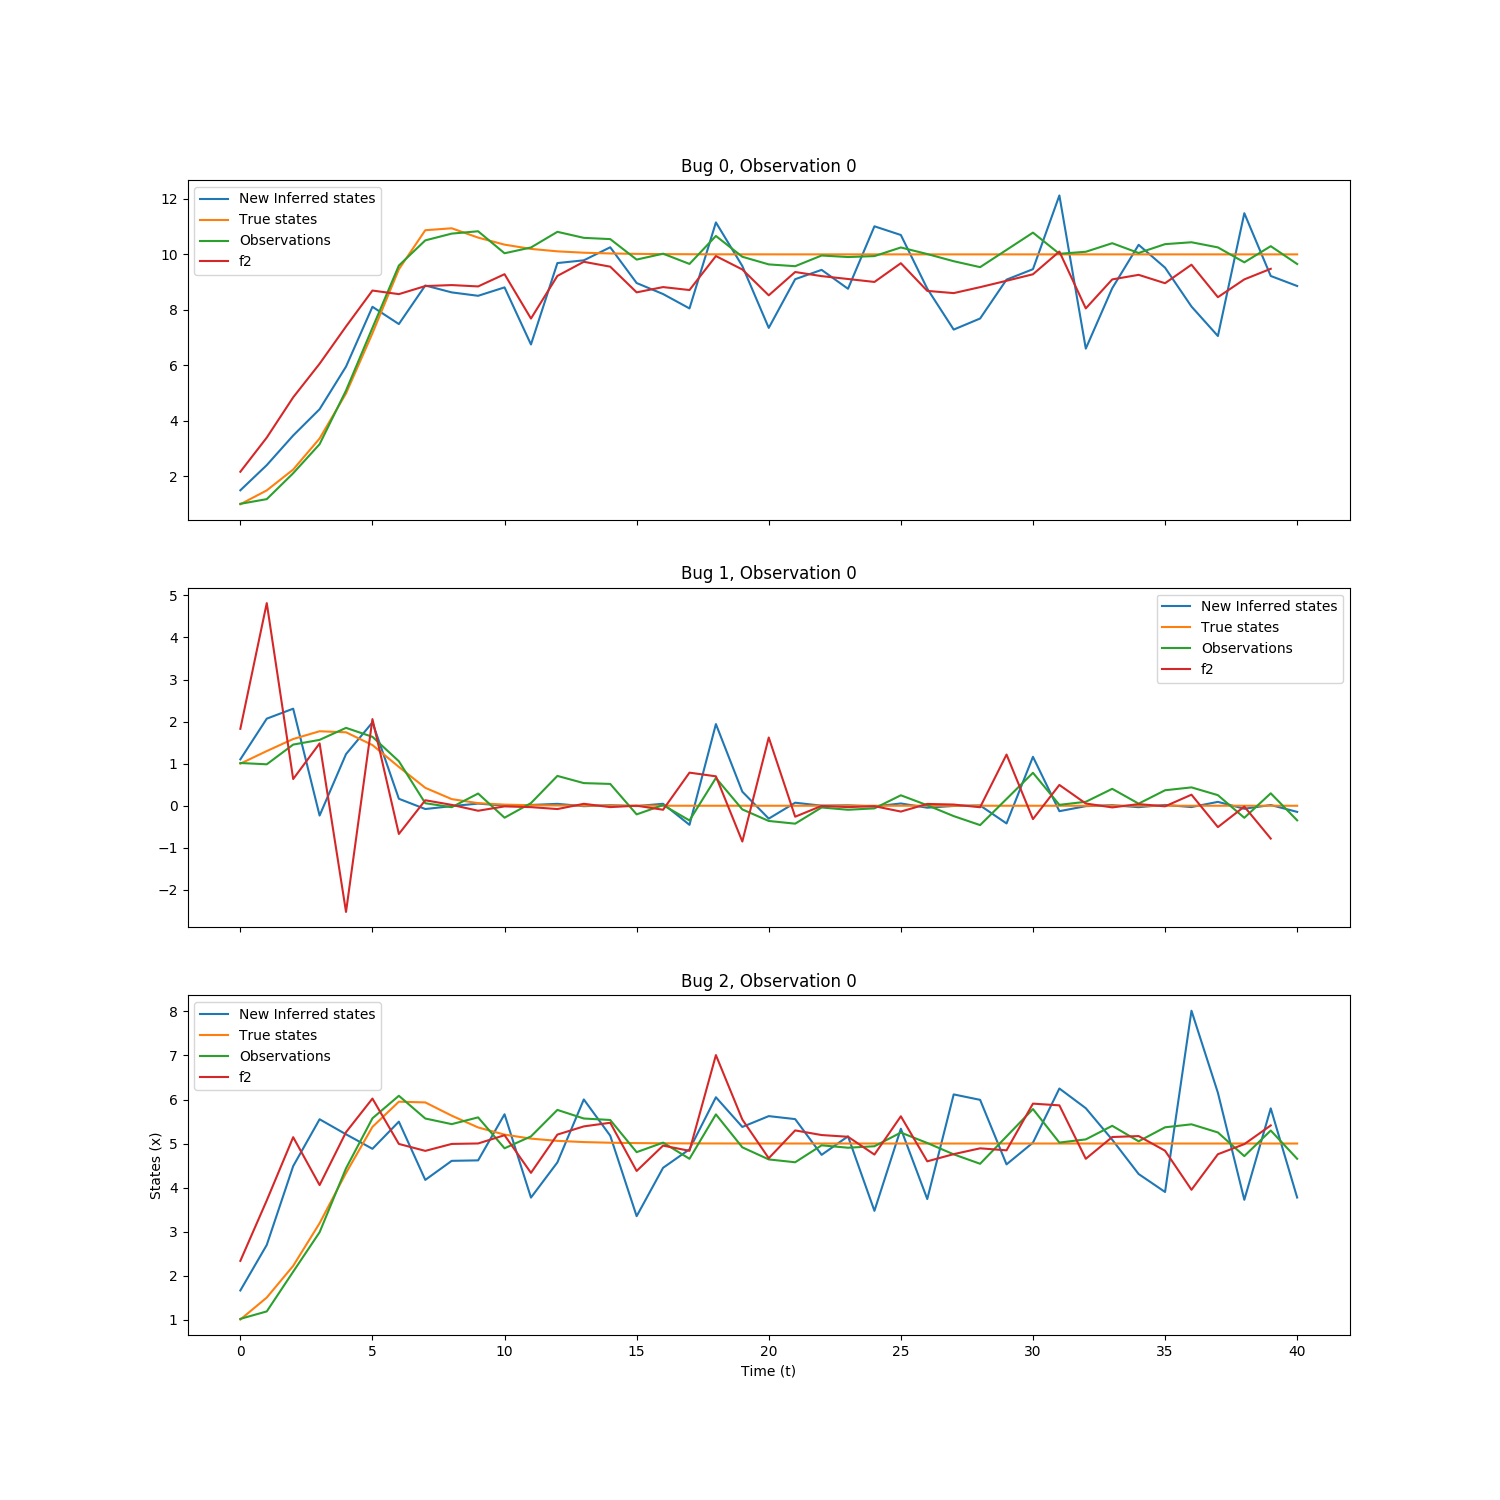 Bug 0, Observation 0
12
10
8
6
4
2
New Inferred states
True states
Observations
f2
Bug 1, Observation 0
5
4
3
2
1
0
−1
−2
New Inferred states
True states
Observations
f2
Bug 2, Observation 0
8
7
6
5
4
3
2
1
States (x)
New Inferred states
True states
Observations
f2
0 5 10 15 20 25 30 35 40
Time (t)